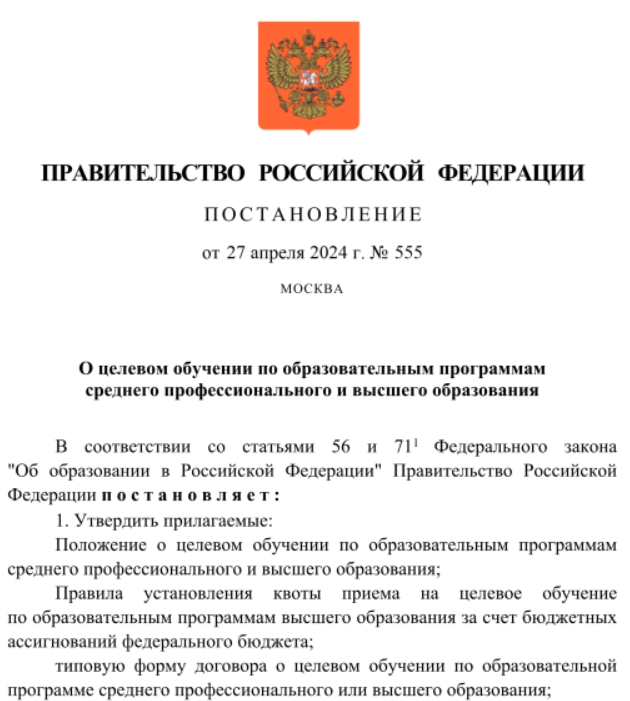 ПРАВИТЕЛЬСТВО РОССИЙСКОЙ ФЕДЕРАЦИИ
ПОСТАНОВЛЕНИЕ
от 27 апреля 2024 г. № 555
МОСКВА
О целевом обучении по образовательным программам
среднего профессионального и высшего образования
В соответствии со статьями 56 и 71¹ Федерального закона
"Об образовании в Российской Федерации" Правительство Российской
Федерации п о с т а н о в л я е т :
1. Утвердить прилагаемые:
Положение о целевом обучении по образовательным программам
среднего профессионального и высшего образования;
Правила установления квоты приема на целевое обучение
по образовательным программам высшего образования за счет бюджетных
ассигнований федерального бюджета;
типовую форму договора о целевом обучении по образовательной
программе среднего профессионального или высшего образования;